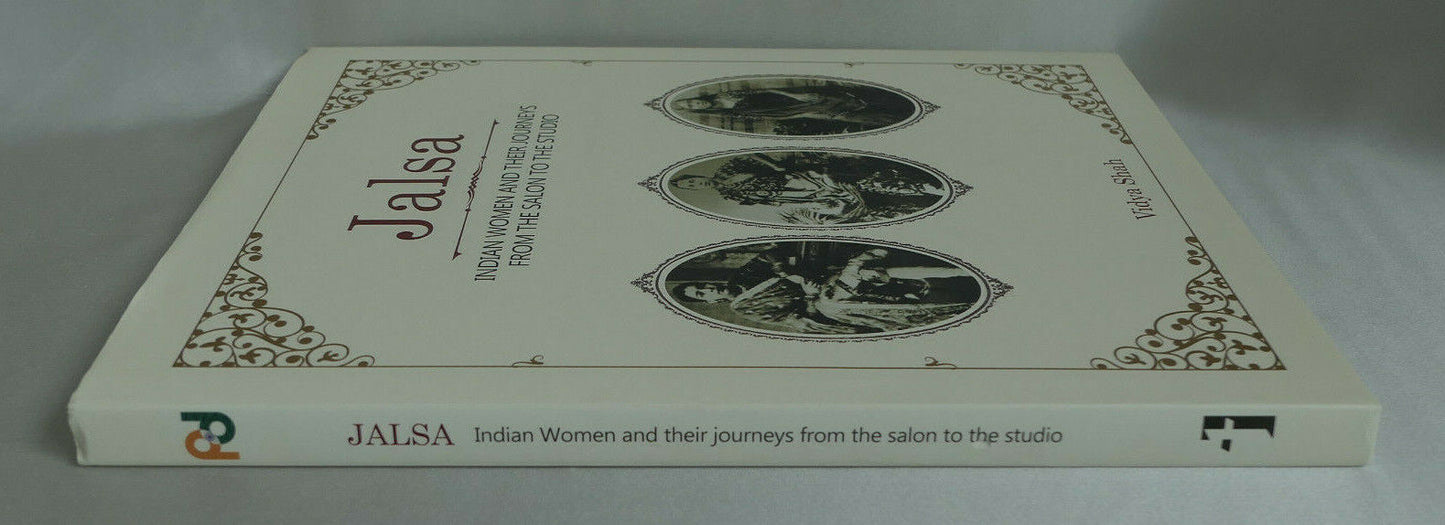 Jalsa
INDIAN WOMEN AND THEIR JOURNEYS
FROM THE SALON TO THE STUDIO
Vidya Shah
JALSA Indian Women and their journeys from the salon to the studio